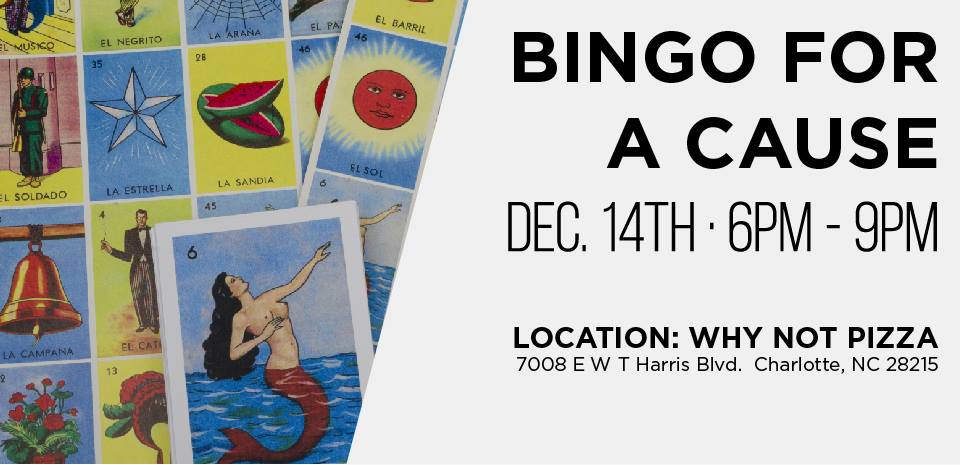 EL MUSICO
EL NEGRITO
LA ARAÑA
EL BARRIL
35
28
46
46
EL SOLDADO
LA ESTRELLA
LA SANDIA
EL SOL
4
45
6
6
LA CAMPANA
13
BINGO FOR
A CAUSE
DEC. 14TH · 6PM - 9PM
LOCATION: WHY NOT PIZZA
7008 E W T Harris Blvd. Charlotte, NC 28215